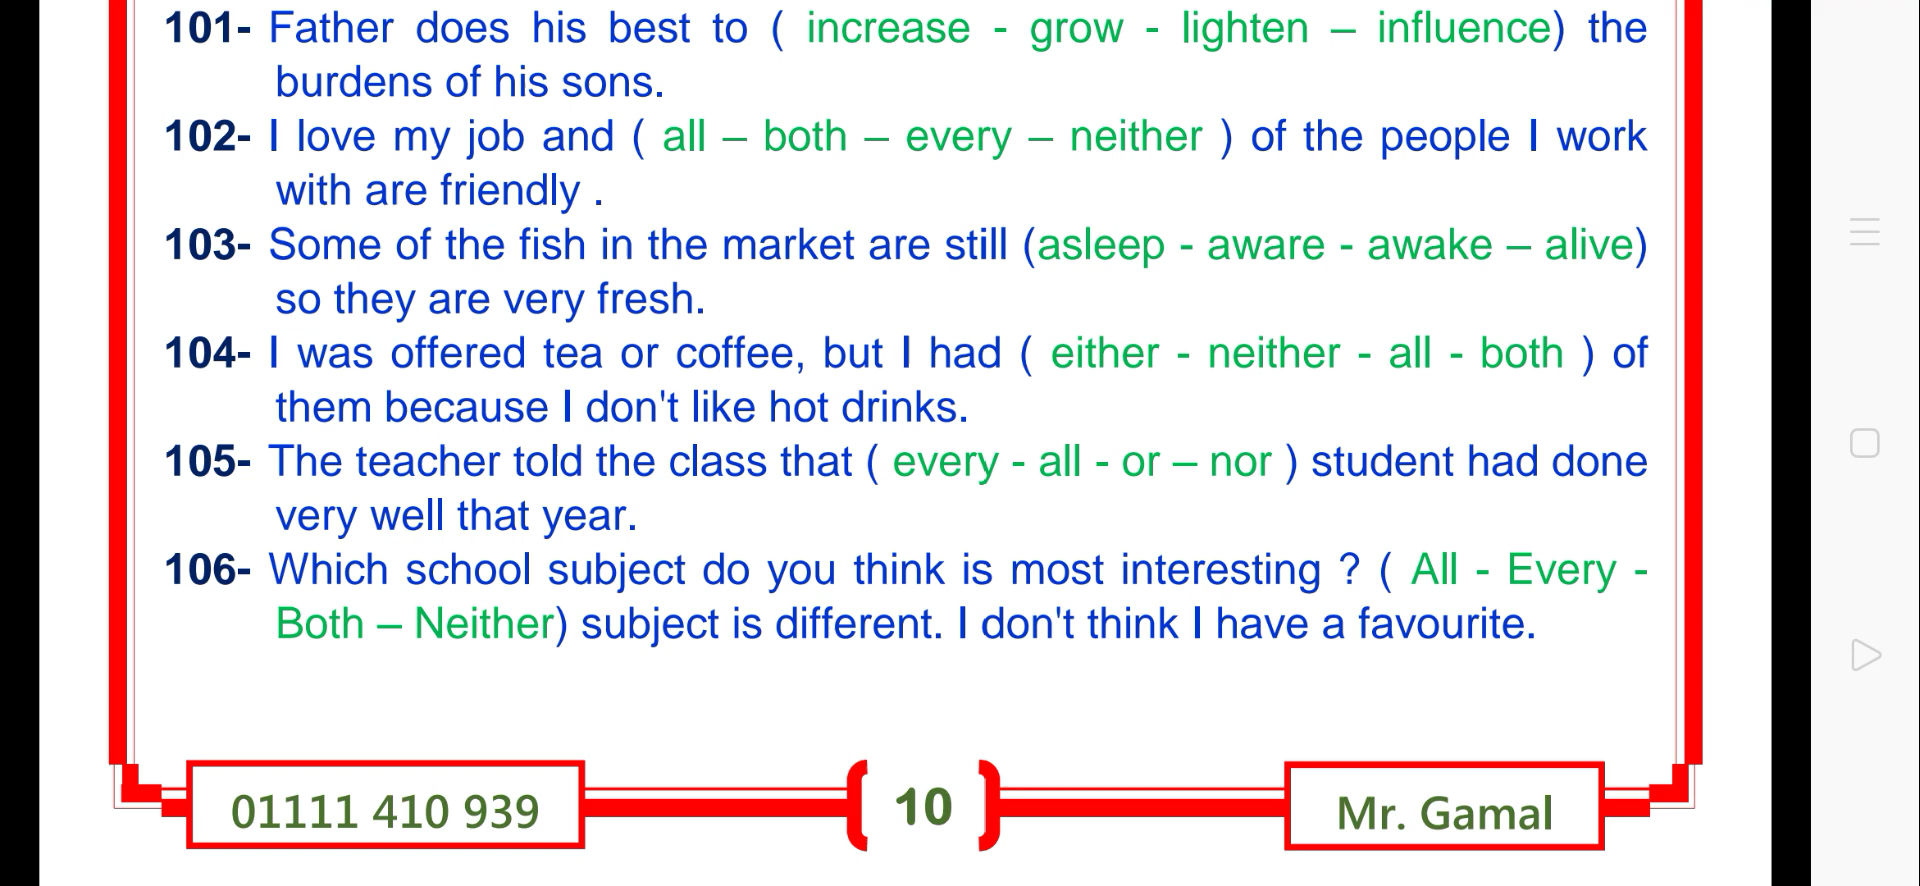 101- Father does his best to ( increase - grow - lighten – influence) the
burdens of his sons.
102- I love my job and ( all – both – every – neither ) of the people I work
with are friendly .
103- Some of the fish in the market are still (asleep - aware - awake – alive)
so they are very fresh.
104- I was offered tea or coffee, but I had ( either - neither - all - both ) of
them because I don't like hot drinks.
105- The teacher told the class that ( every - all - or – nor ) student had done
very well that year.
106- Which school subject do you think is most interesting ? ( All - Every -
Both – Neither) subject is different. I don't think I have a favourite.
01111 410 939
10
Mr. Gamal